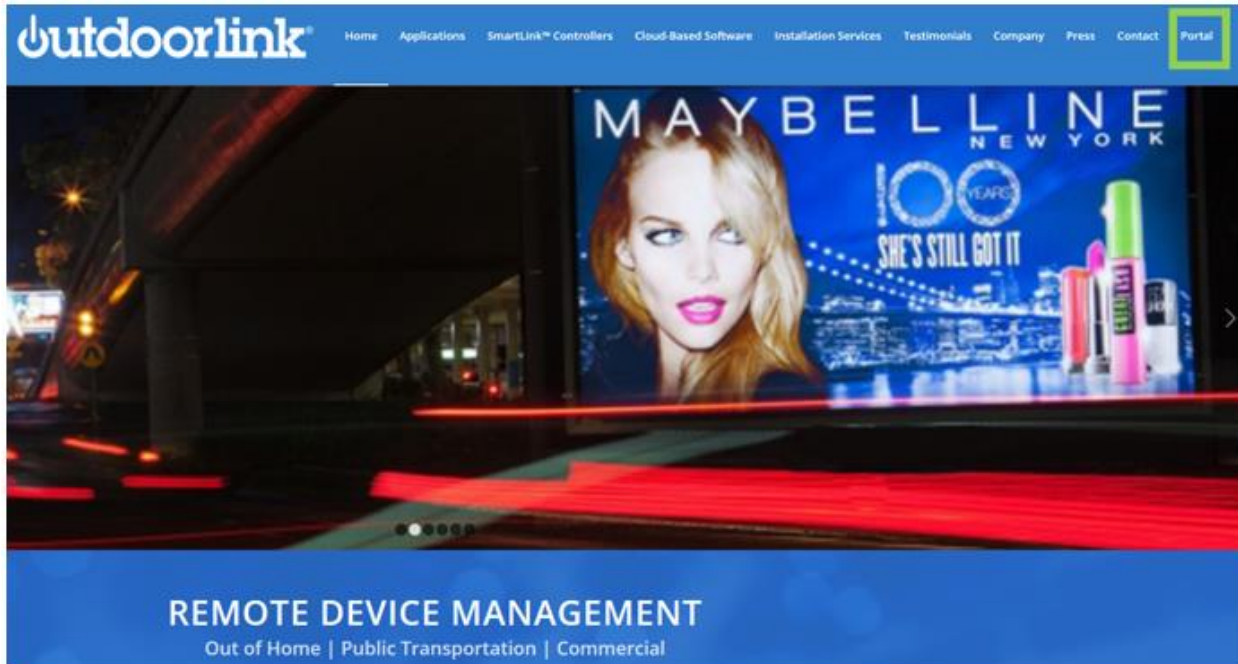 outdoorlink®
Home Applications SmartLink™ Controllers Cloud-Based Software Installation Services Testimonials Company Press Contact Portal
MAYBELLINE
NEW YORK
100
YEARS
SHE'S STILL GOT IT
REMOTE DEVICE MANAGEMENT
Out of Home | Public Transportation | Commercial